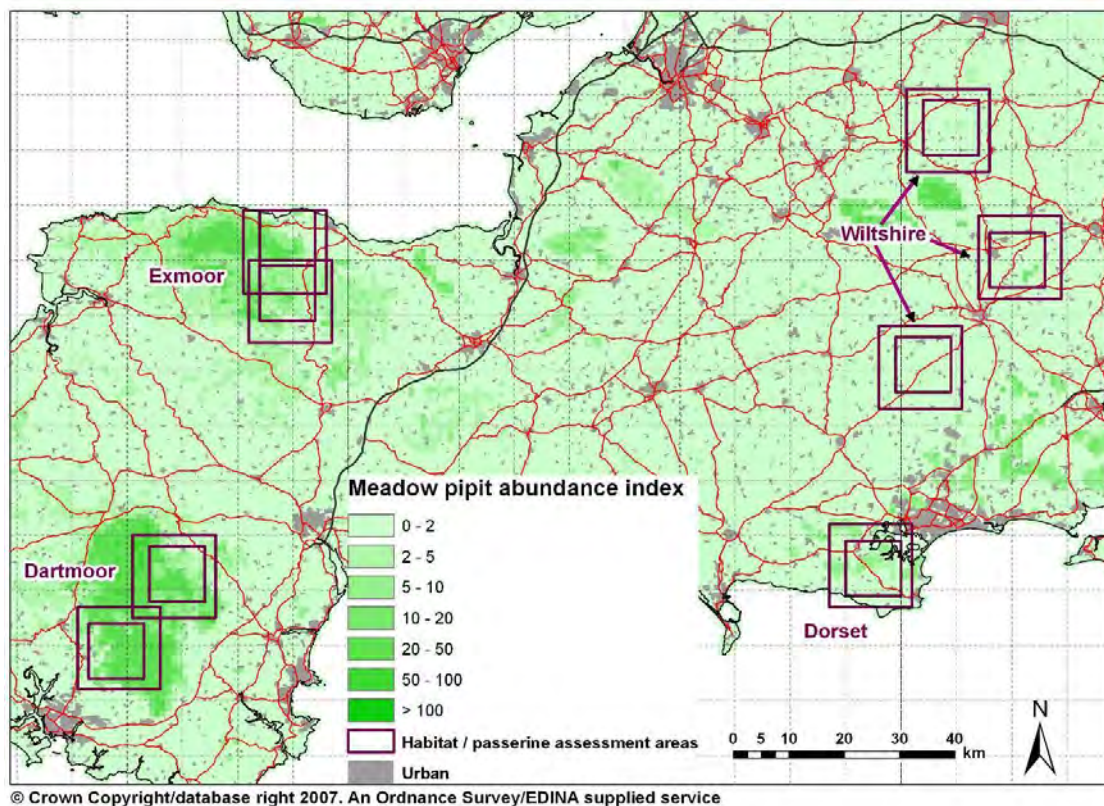 Wiltshire
Exmoor
Meadow pipit abundance index
0 - 2
2 - 5
5 - 10
10 - 20
20 - 50
50 - 100
> 100
Habitat / passerine assessment areas
Urban
Dartmoor
Dorset
N
0 5 10 20 30 40
km
© Crown Copyright/database right 2007. An Ordnance Survey/EDINA supplied service